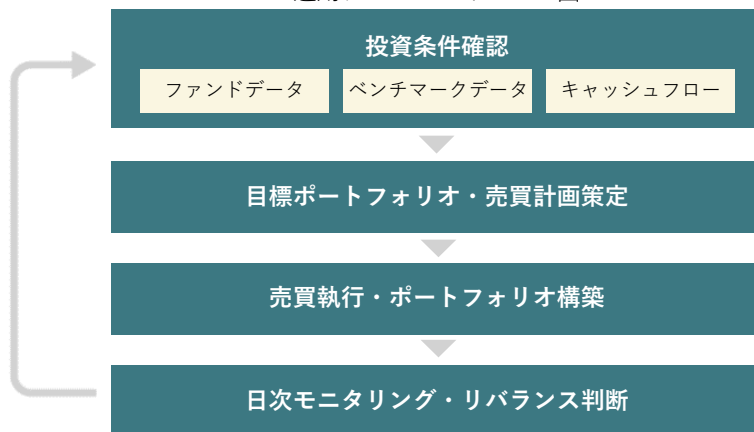 投資条件確認
ファンドデータ ベンチマークデータ キャッシュフロー
目標ポートフォリオ・売買計画策定
売買執行・ポートフォリオ構築
日次モニタリング・リバランス判断